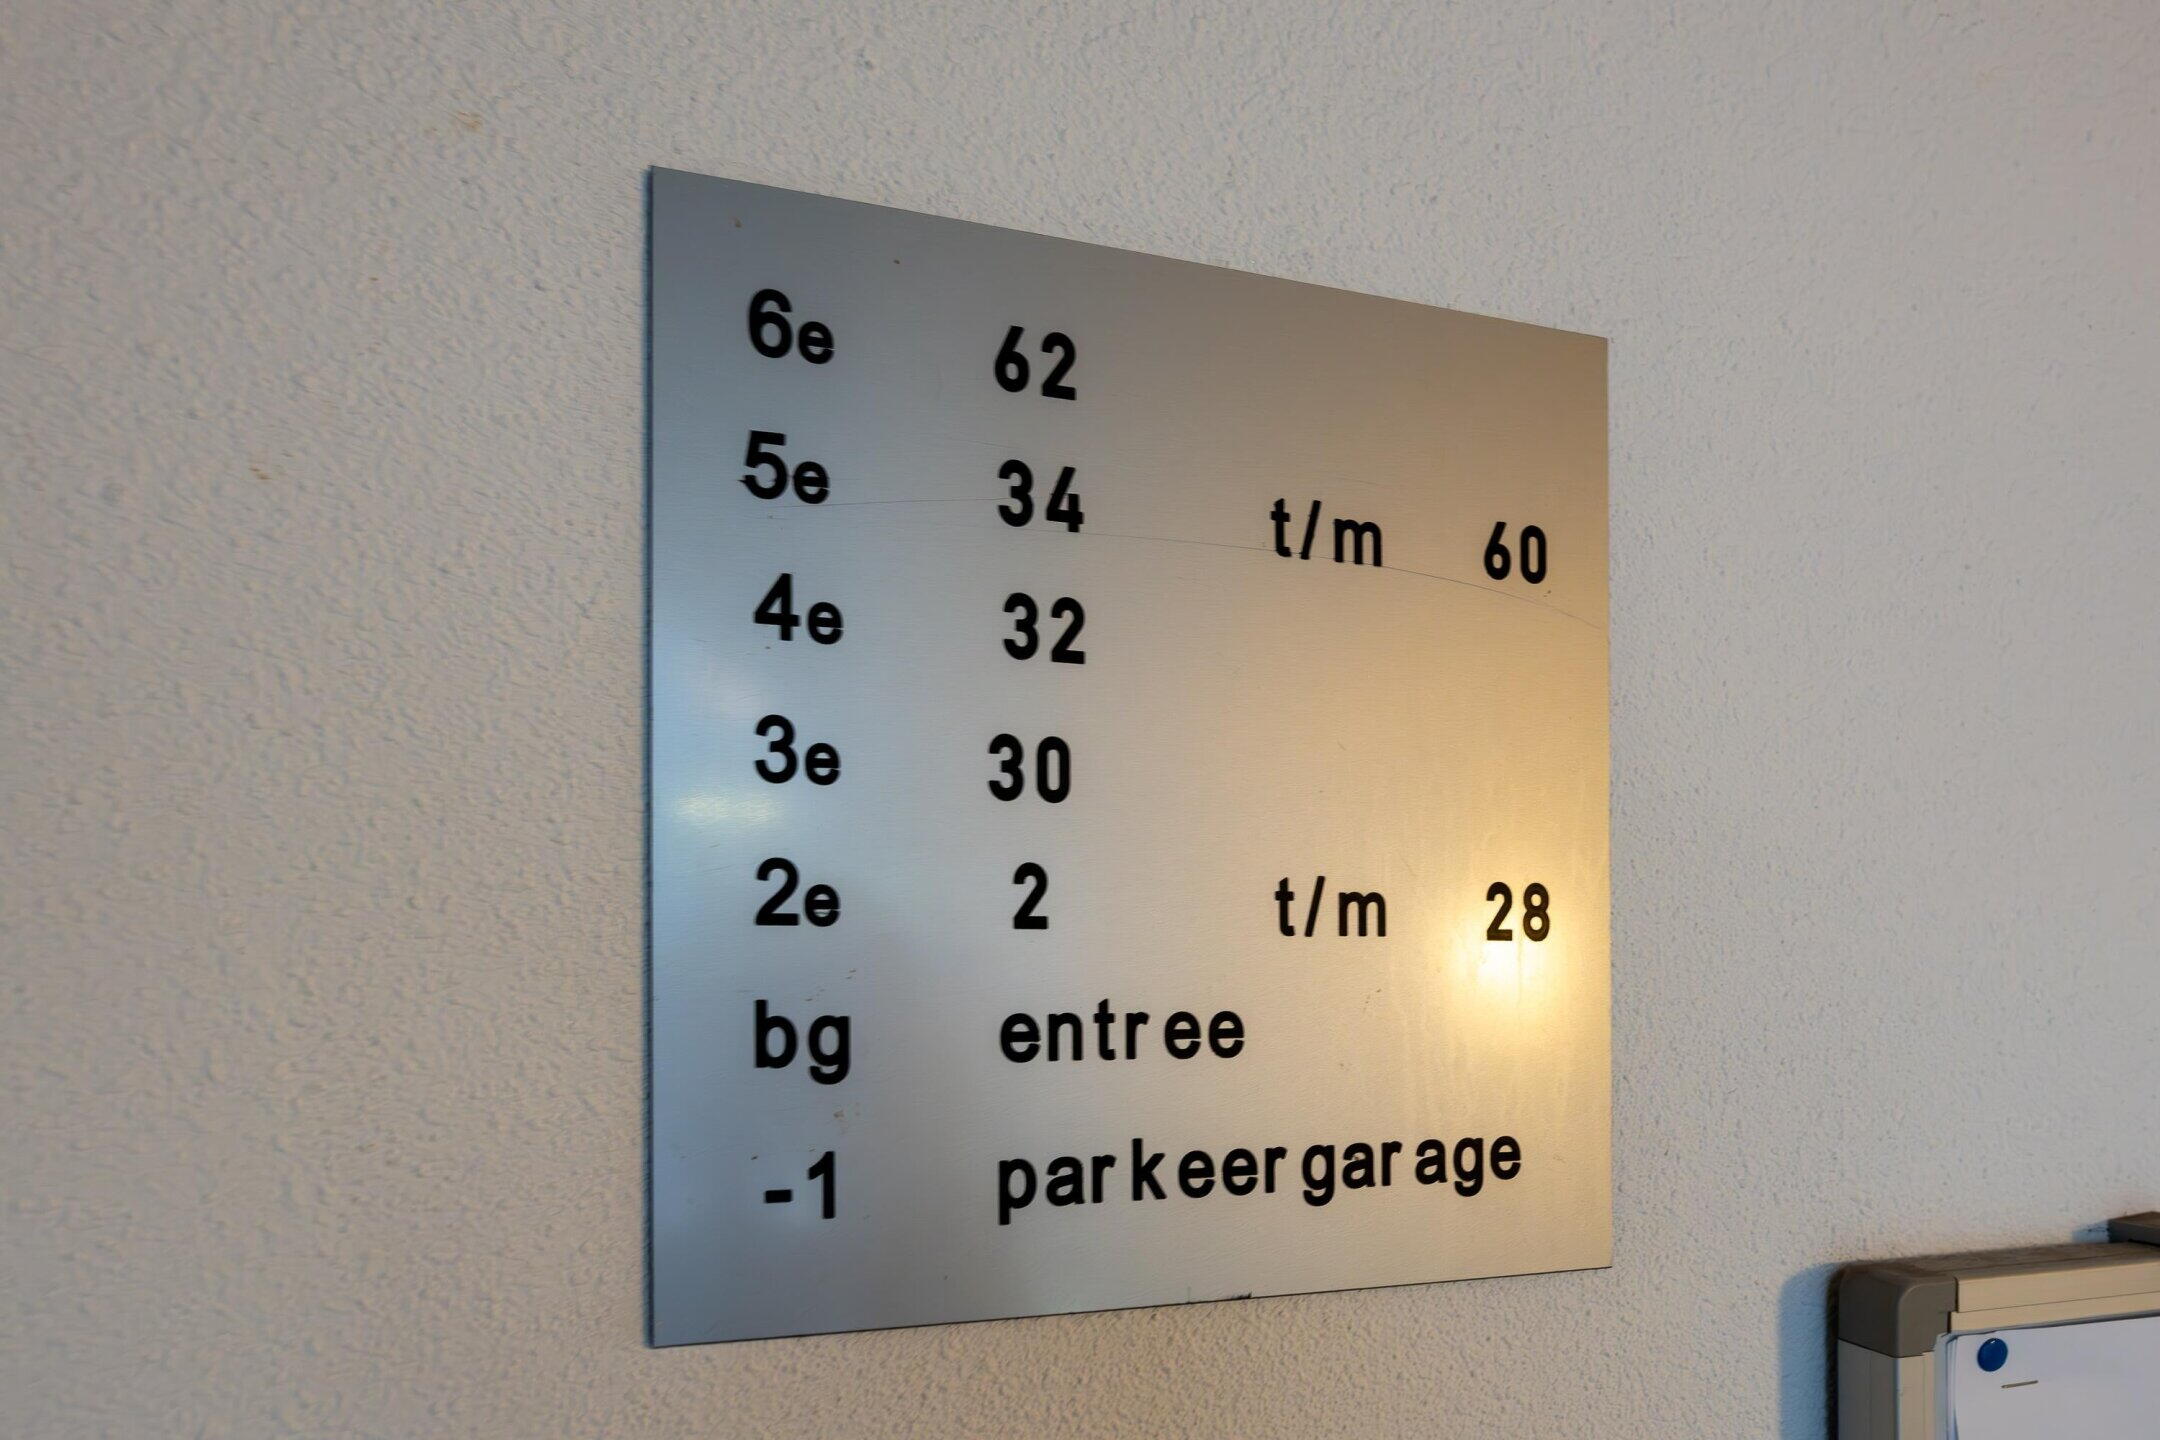 6e 62
5e 34 t/m 60
4e 32
3e 30
2e 2 t/m 28
bg entree
-1 parkeergarage